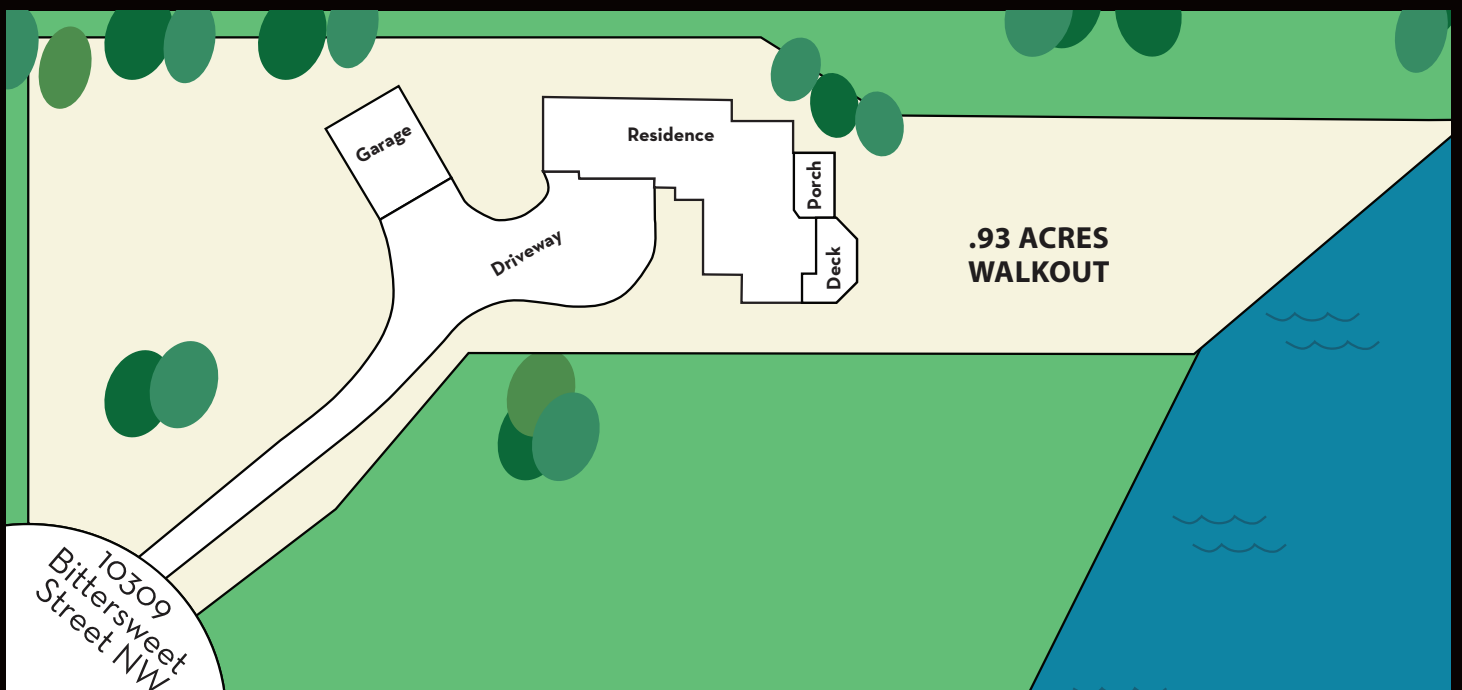 Garage
Residence
Porch
Driveway
Deck
.93 ACRES
WALKOUT
10309
Bittersweet
Street NW